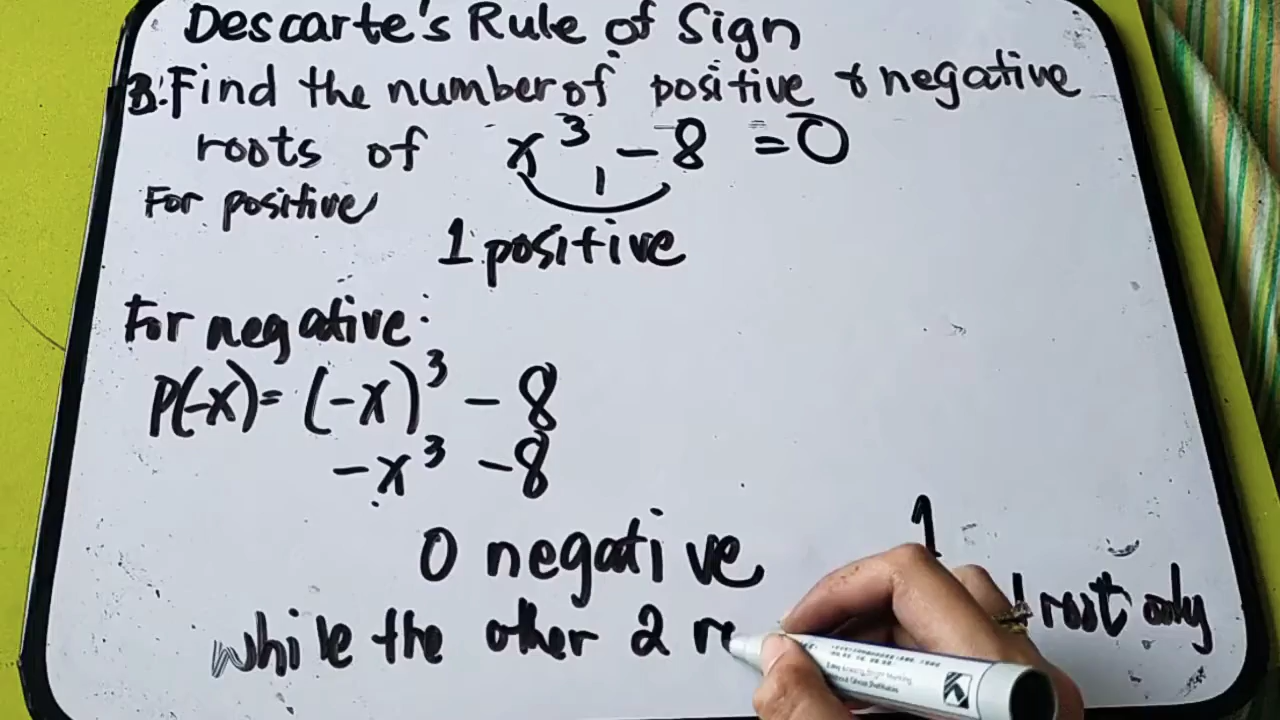 Descarte's Rule of Sign
B. Find the number of positive & negative
roots of x³ - 8 = 0
1
For positive
1 positive
For negative:
P(-x) = (-x)³ - 8
-x³ - 8
0 negative
1
root only
while the other 2